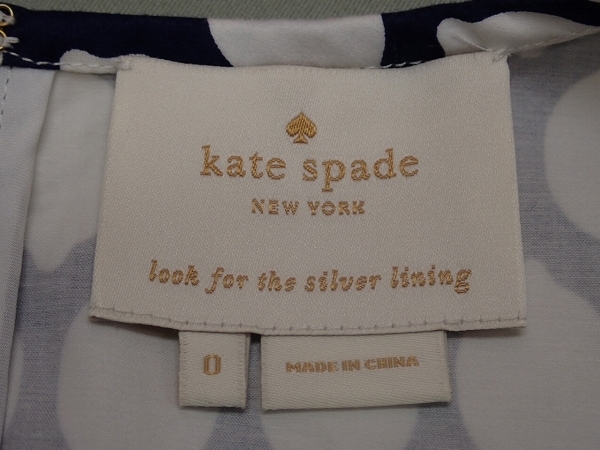 kate spade
NEW YORK
look for the silver lining
0
MADE IN CHINA